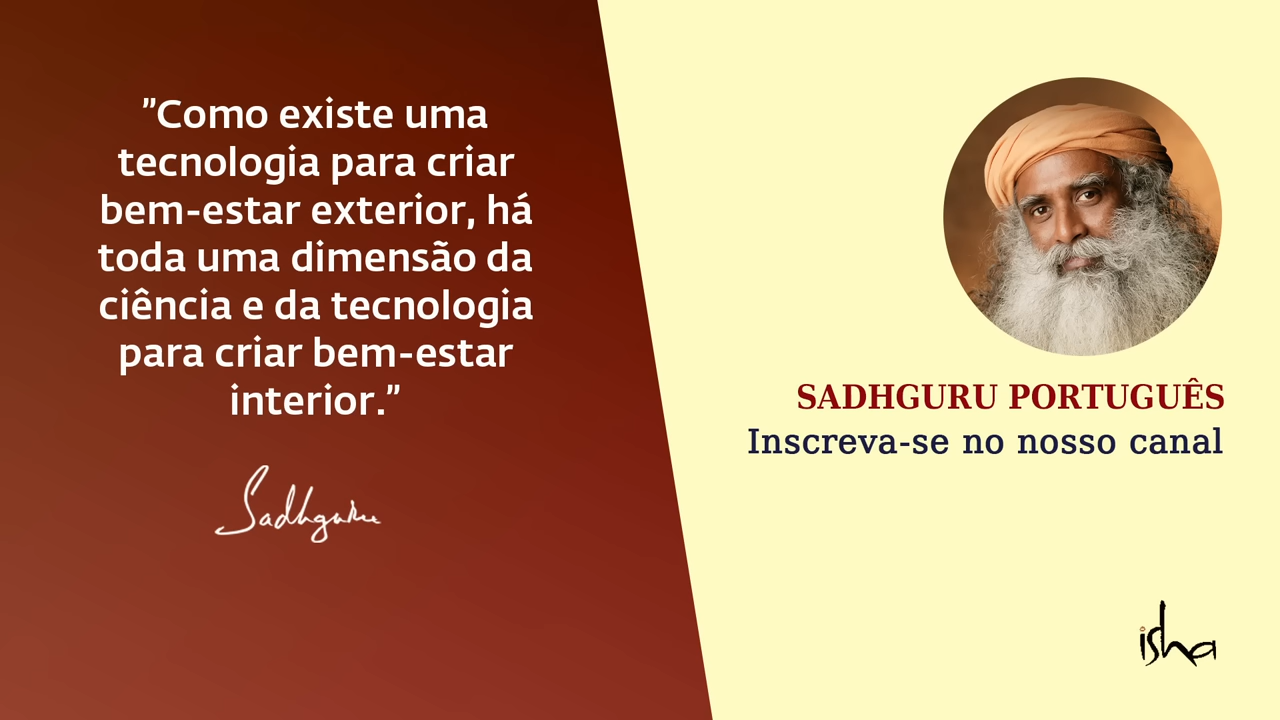 ”Como existe uma
tecnologia para criar
bem-estar exterior, há
toda uma dimensão da
ciência e da tecnologia
para criar bem-estar
interior.”
Sadhguru
SADHGURU PORTUGUÊS
Inscreva-se no nosso canal
isha